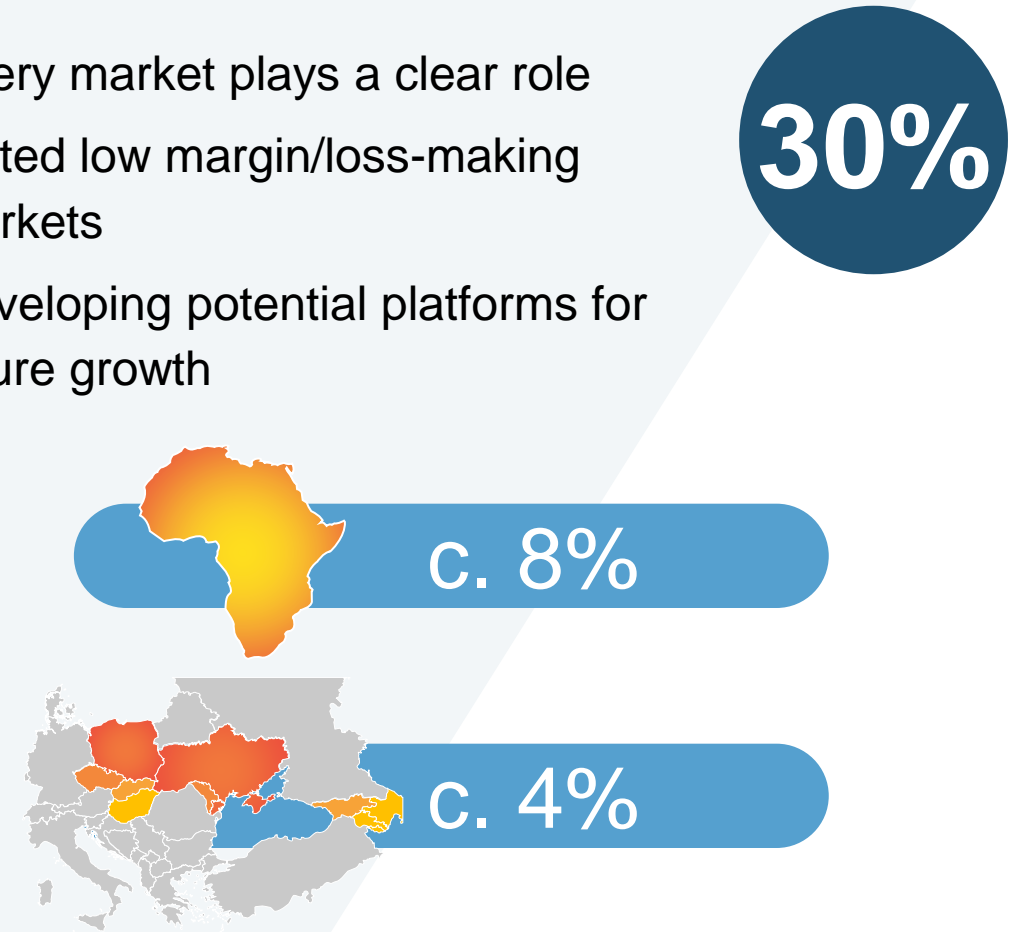 ery market plays a clear role
ted low margin/loss-making
rkets
veloping potential platforms for
ure growth
30%
c. 8%
c. 4%